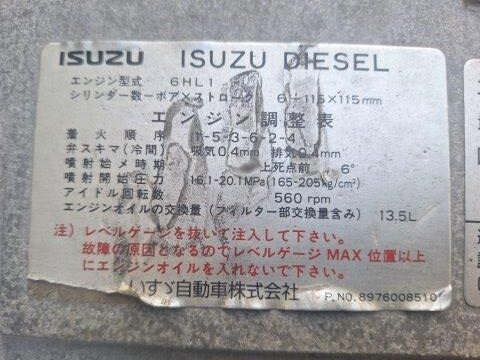 ISUZU ISUZU DIESEL
エンジン型式 6HL1
シリンダー数-ボア×ストローク 6-115×115mm
エンジン調整表
着火順序 1-5-3-6-2-4
弁スキマ(冷間) 吸気0.4mm 排気0.4mm
噴射始メ時期 上死点前 6°
噴射開始圧力 16.1-20.1MPa(165-205kg/cm²)
アイドル回転数 560 rpm
エンジンオイルの交換量(フィルター部交換量含み) 13.5L
注) レベルゲージを抜いて注入して下さい。
故障の原因となるのでレベルゲージMAX位置以上
にエンジンオイルを入れないで下さい。
いすゞ自動車株式会社 P.NO.8976008510